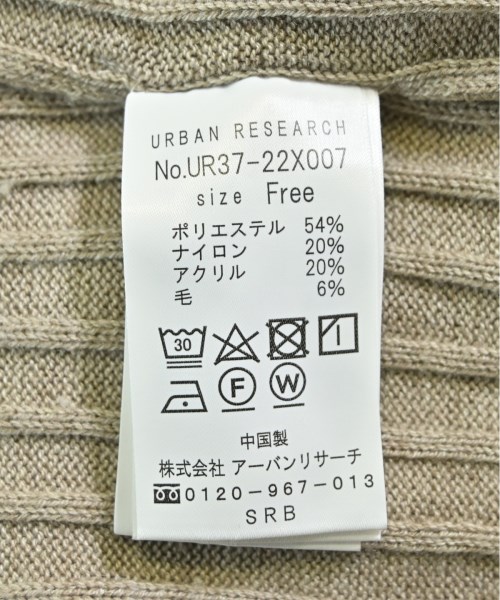 URBAN RESEARCH
No.UR37-22X007
size Free
ポリエステル 54%
ナイロン 20%
アクリル 20%
毛 6%
30
F W
中国製
株式会社 アーバンリサーチ
0120-967-013
SRB